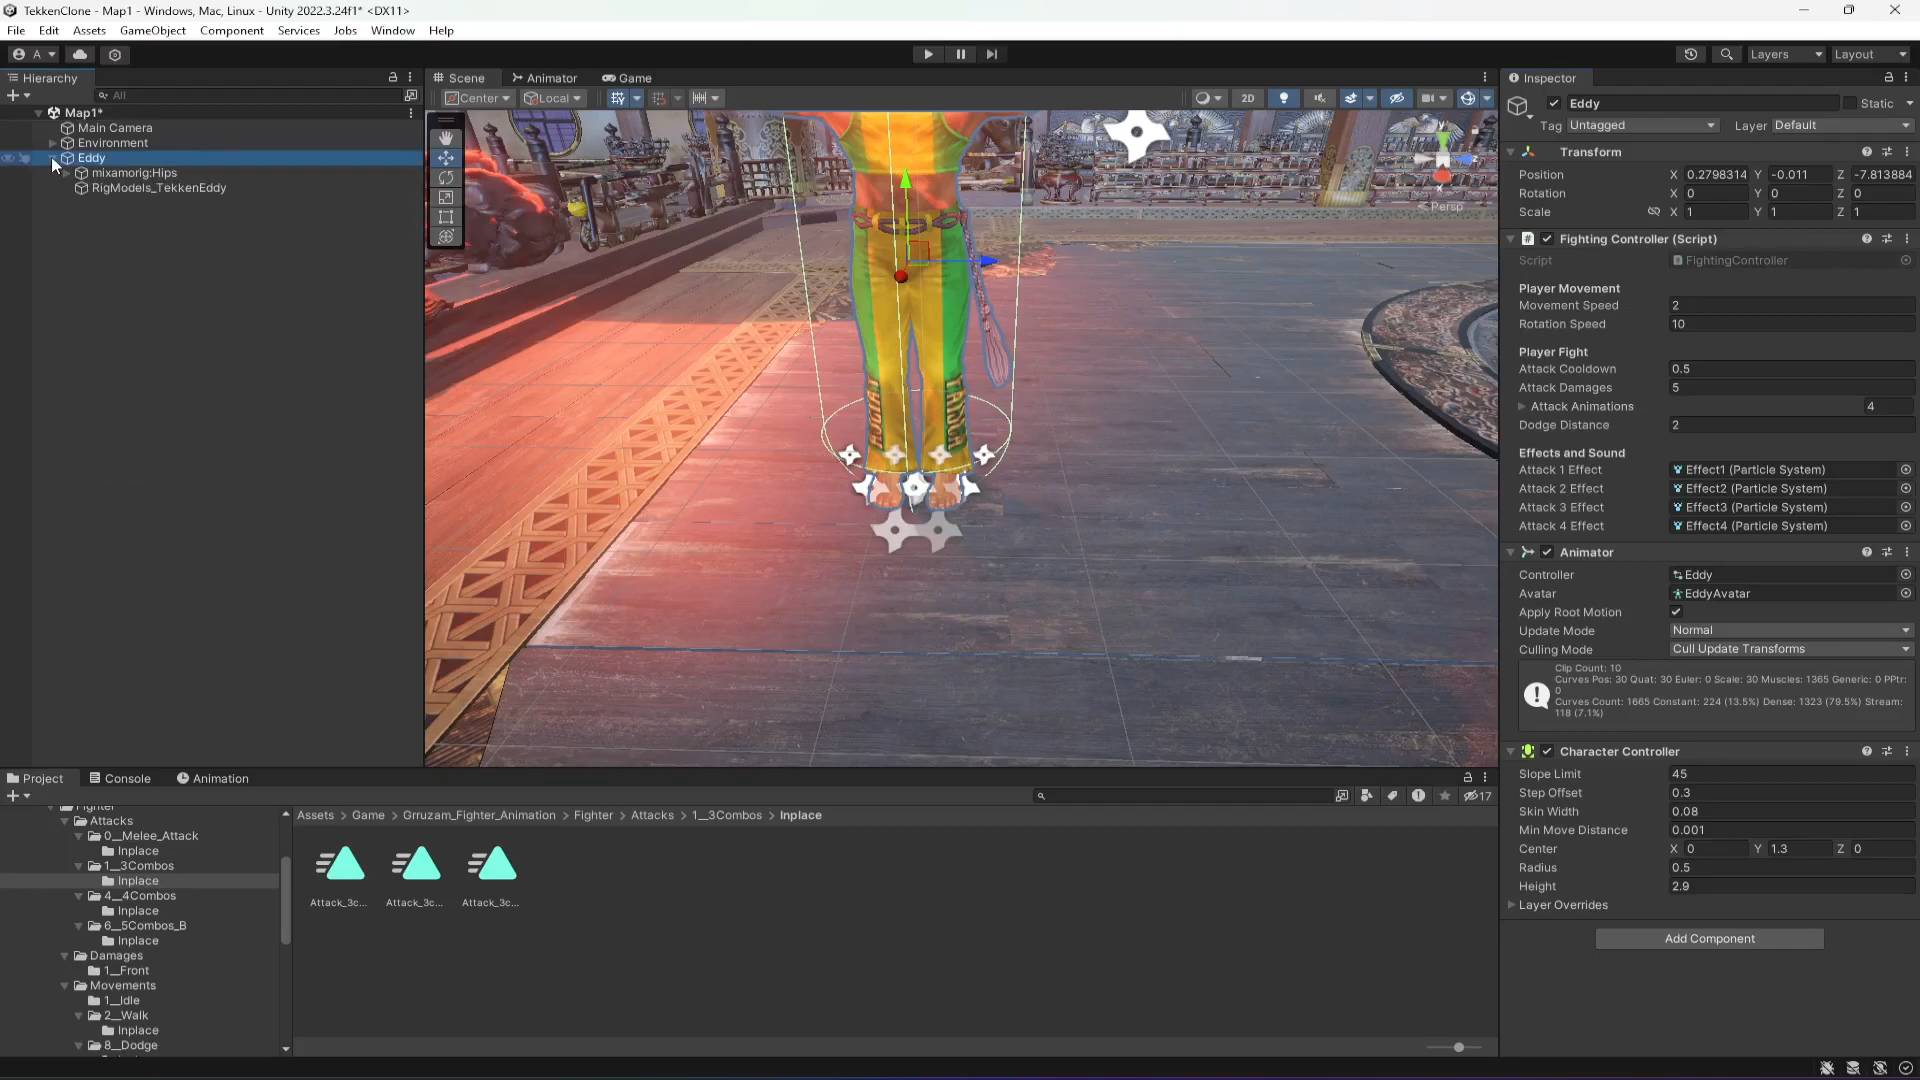 TekkenClone - Map1 - Windows, Mac, Linux - Unity 2022.3.24f1* <DX11>
File Edit Assets GameObject Component Services Jobs Window Help
A Layers Layout
Hierarchy
All
Map1*
Main Camera
Environment
Eddy
mixamorig:Hips
RigModels_TekkenEddy
Scene Animator Game
Center Local 2D
y
z
x
< Persp
Inspector
Eddy Static
Tag Untagged Layer Default
Transform
Position X 0.2798314 Y -0.011 Z -7.813884
Rotation X 0 Y 0 Z 0
Scale X 1 Y 1 Z 1
Fighting Controller (Script)
Script FightingController
Player Movement
Movement Speed 2
Rotation Speed 10
Player Fight
Attack Cooldown 0.5
Attack Damages 5
Attack Animations 4
Dodge Distance 2
Effects and Sound
Attack 1 Effect Effect1 (Particle System)
Attack 2 Effect Effect2 (Particle System)
Attack 3 Effect Effect3 (Particle System)
Attack 4 Effect Effect4 (Particle System)
Animator
Controller Eddy
Avatar EddyAvatar
Apply Root Motion
Update Mode Normal
Culling Mode Cull Update Transforms
Clip Count: 10
Curves Pos: 30 Quat: 30 Euler: 0 Scale: 30 Muscles: 1365 Generic: 0 PPtr:
0
Curves Count: 1665 Constant: 224 (13.5%) Dense: 1323 (79.5%) Stream:
118 (7.1%)
Character Controller
Slope Limit 45
Step Offset 0.3
Skin Width 0.08
Min Move Distance 0.001
Center X 0 Y 1.3 Z 0
Radius 0.5
Height 2.9
Layer Overrides
Add Component
Project Console Animation
17
Fighter
Attacks
0__Melee_Attack
Inplace
1__3Combos
Inplace
4__4Combos
Inplace
6_5Combos_B
Inplace
Damages
1__Front
Movements
1__Idle
2__Walk
Inplace
8__Dodge
Assets > Game > Grruzam_Fighter_Animation > Fighter > Attacks > 1__3Combos > Inplace
Attack_3c... Attack_3c... Attack_3c...